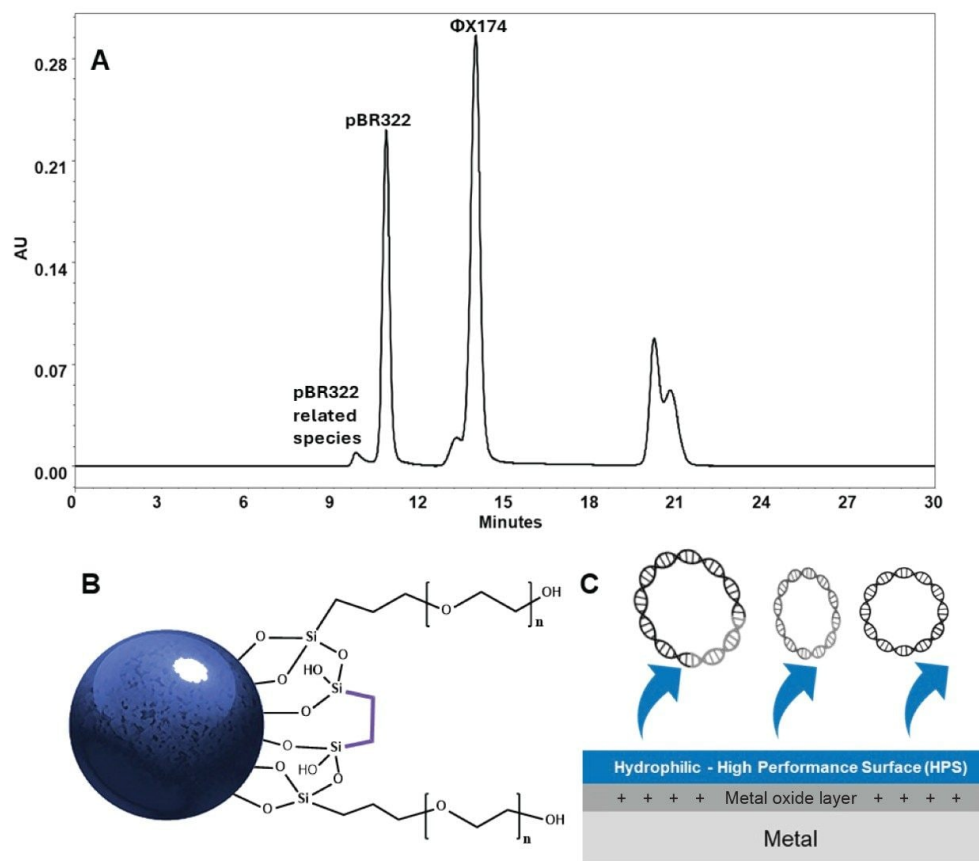 A
ΦX174
0.28
pBR322
0.21
AU
0.14
0.07
pBR322
related
species
0.00
0 3 6 9 12 15 18 21 24 27 30
Minutes
B
O Si O n OH
O
HO
Si
O
O Si
HO O
O Si O n OH
O
C
Hydrophilic - High Performance Surface (HPS)
+ + + + Metal oxide layer + + + +
Metal